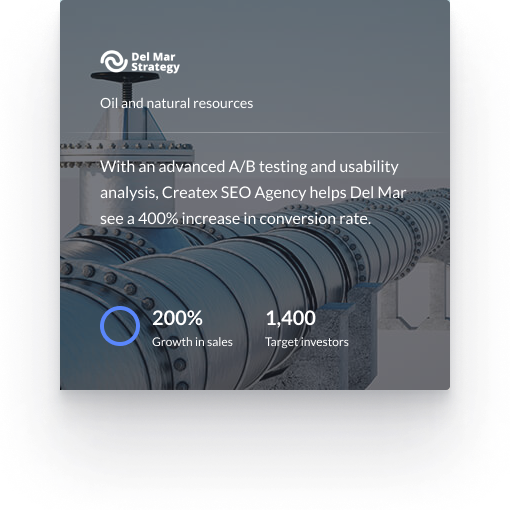 Del Mar
Strategy
Oil and natural resources
With an advanced A/B testing and usability
analysis, Createx SEO Agency helps Del Mar
see a 400% increase in conversion rate.
200%
Growth in sales
1,400
Target investors